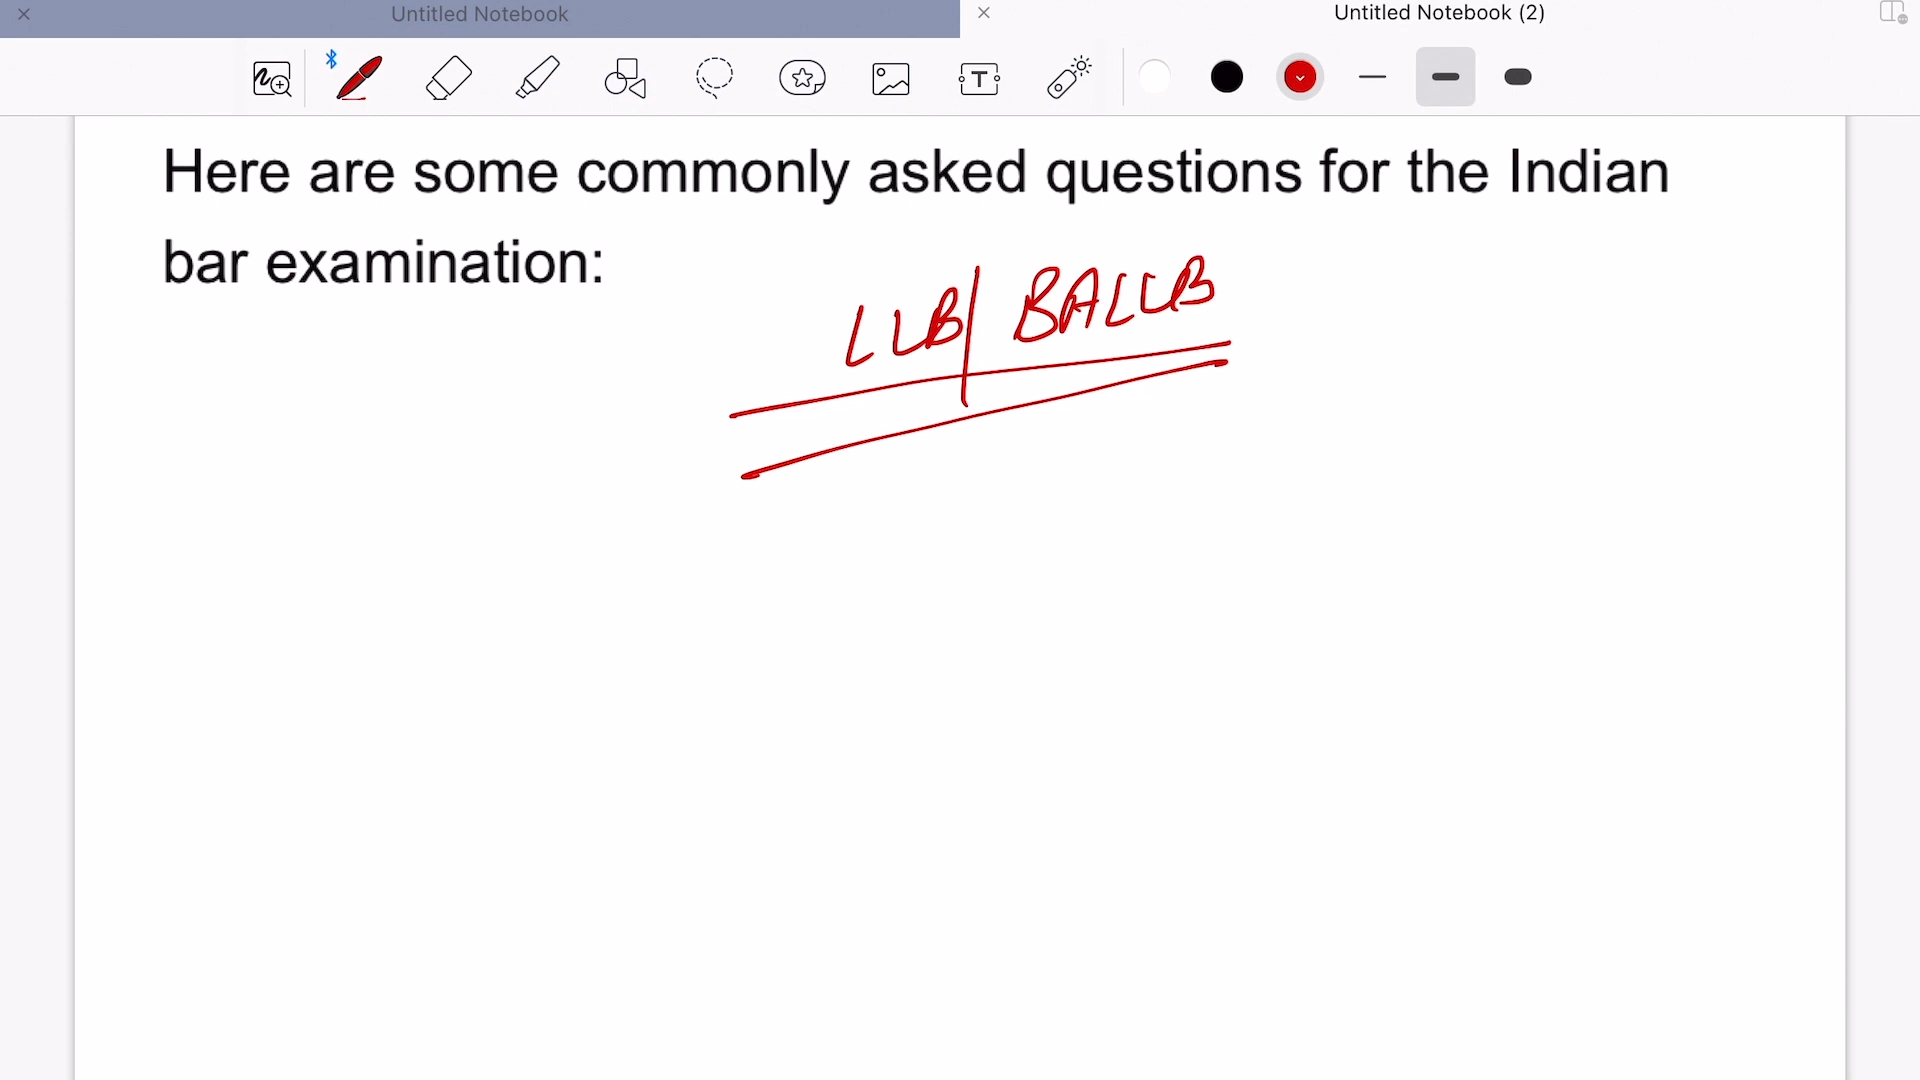 Untitled Notebook
Untitled Notebook (2)
T
Here are some commonly asked questions for the Indian
bar examination:
LLB/ BALLB